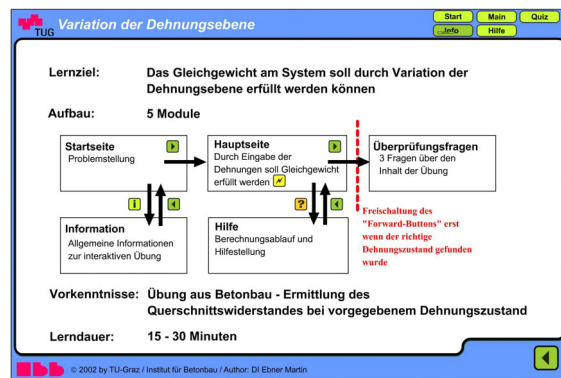 TUG
Variation der Dehnungsebene
Start Main Quiz
Info Hilfe
Lernziel: Das Gleichgewicht am System soll durch Variation der
Dehnungsebene erfüllt werden können
Aufbau: 5 Module
Startseite
Problemstellung
Hauptseite
Durch Eingabe der
Dehnungen soll Gleichgewicht
erfüllt werden
Überprüfungsfragen
3 Fragen über den
Inhalt der Übung
i
?
Freischaltung des
"Forward-Buttons" erst
wenn der richtige
Dehnungszustand gefunden
wurde
Information
Allgemeine Informationen
zur interaktiven Übung
Hilfe
Berechnungsablauf und
Hilfestellung
Vorkenntnisse: Übung aus Betonbau - Ermittlung des
Querschnittswiderstandes bei vorgegebenem Dehnungszustand
Lerndauer: 15 - 30 Minuten
© 2002 by TU-Graz / Institut für Betonbau / Author: DI Ebner Martin